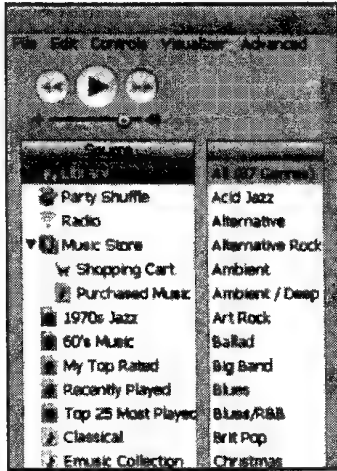 File Edit Controls Visualizer Advanced
Source
Library
Party Shuffle
Radio
Music Store
Shopping Cart
Purchased Music
1970s Jazz
60's Music
My Top Rated
Recently Played
Top 25 Most Played
Classical
Emusic Collection
All (87 Genres)
Acid Jazz
Alternative
Alternative Rock
Ambient
Ambient / Deep
Art Rock
Ballad
Big Band
Blues
Blues/R&B
Brit Pop
Christmas